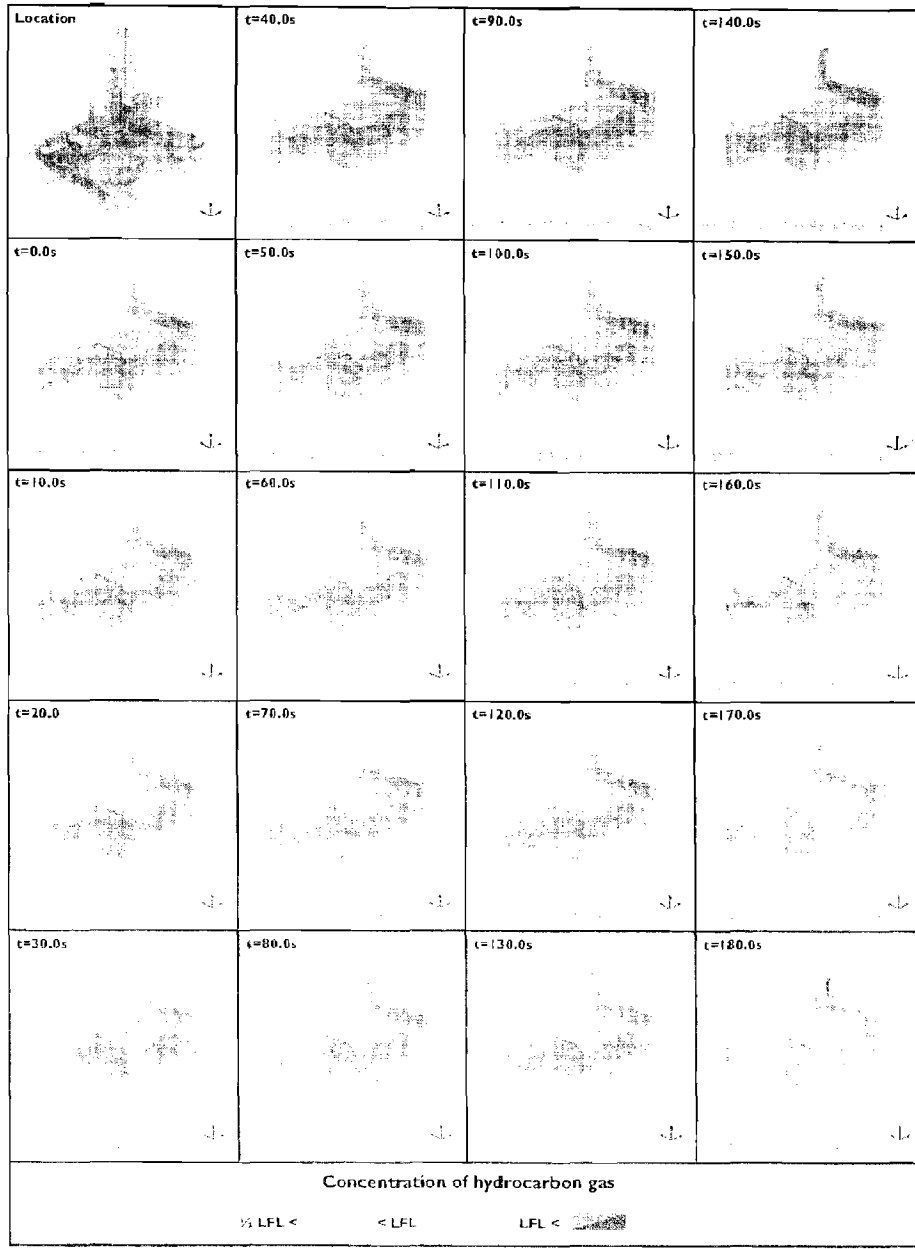 Location
t=40.0s
t=90.0s
t=140.0s
t=0.0s
t=50.0s
t=100.0s
t=150.0s
t=10.0s
t=60.0s
t=110.0s
t=160.0s
t=20.0
t=70.0s
t=120.0s
t=170.0s
t=30.0s
t=80.0s
t=130.0s
t=180.0s
Concentration of hydrocarbon gas
½ LFL < < LFL LFL <